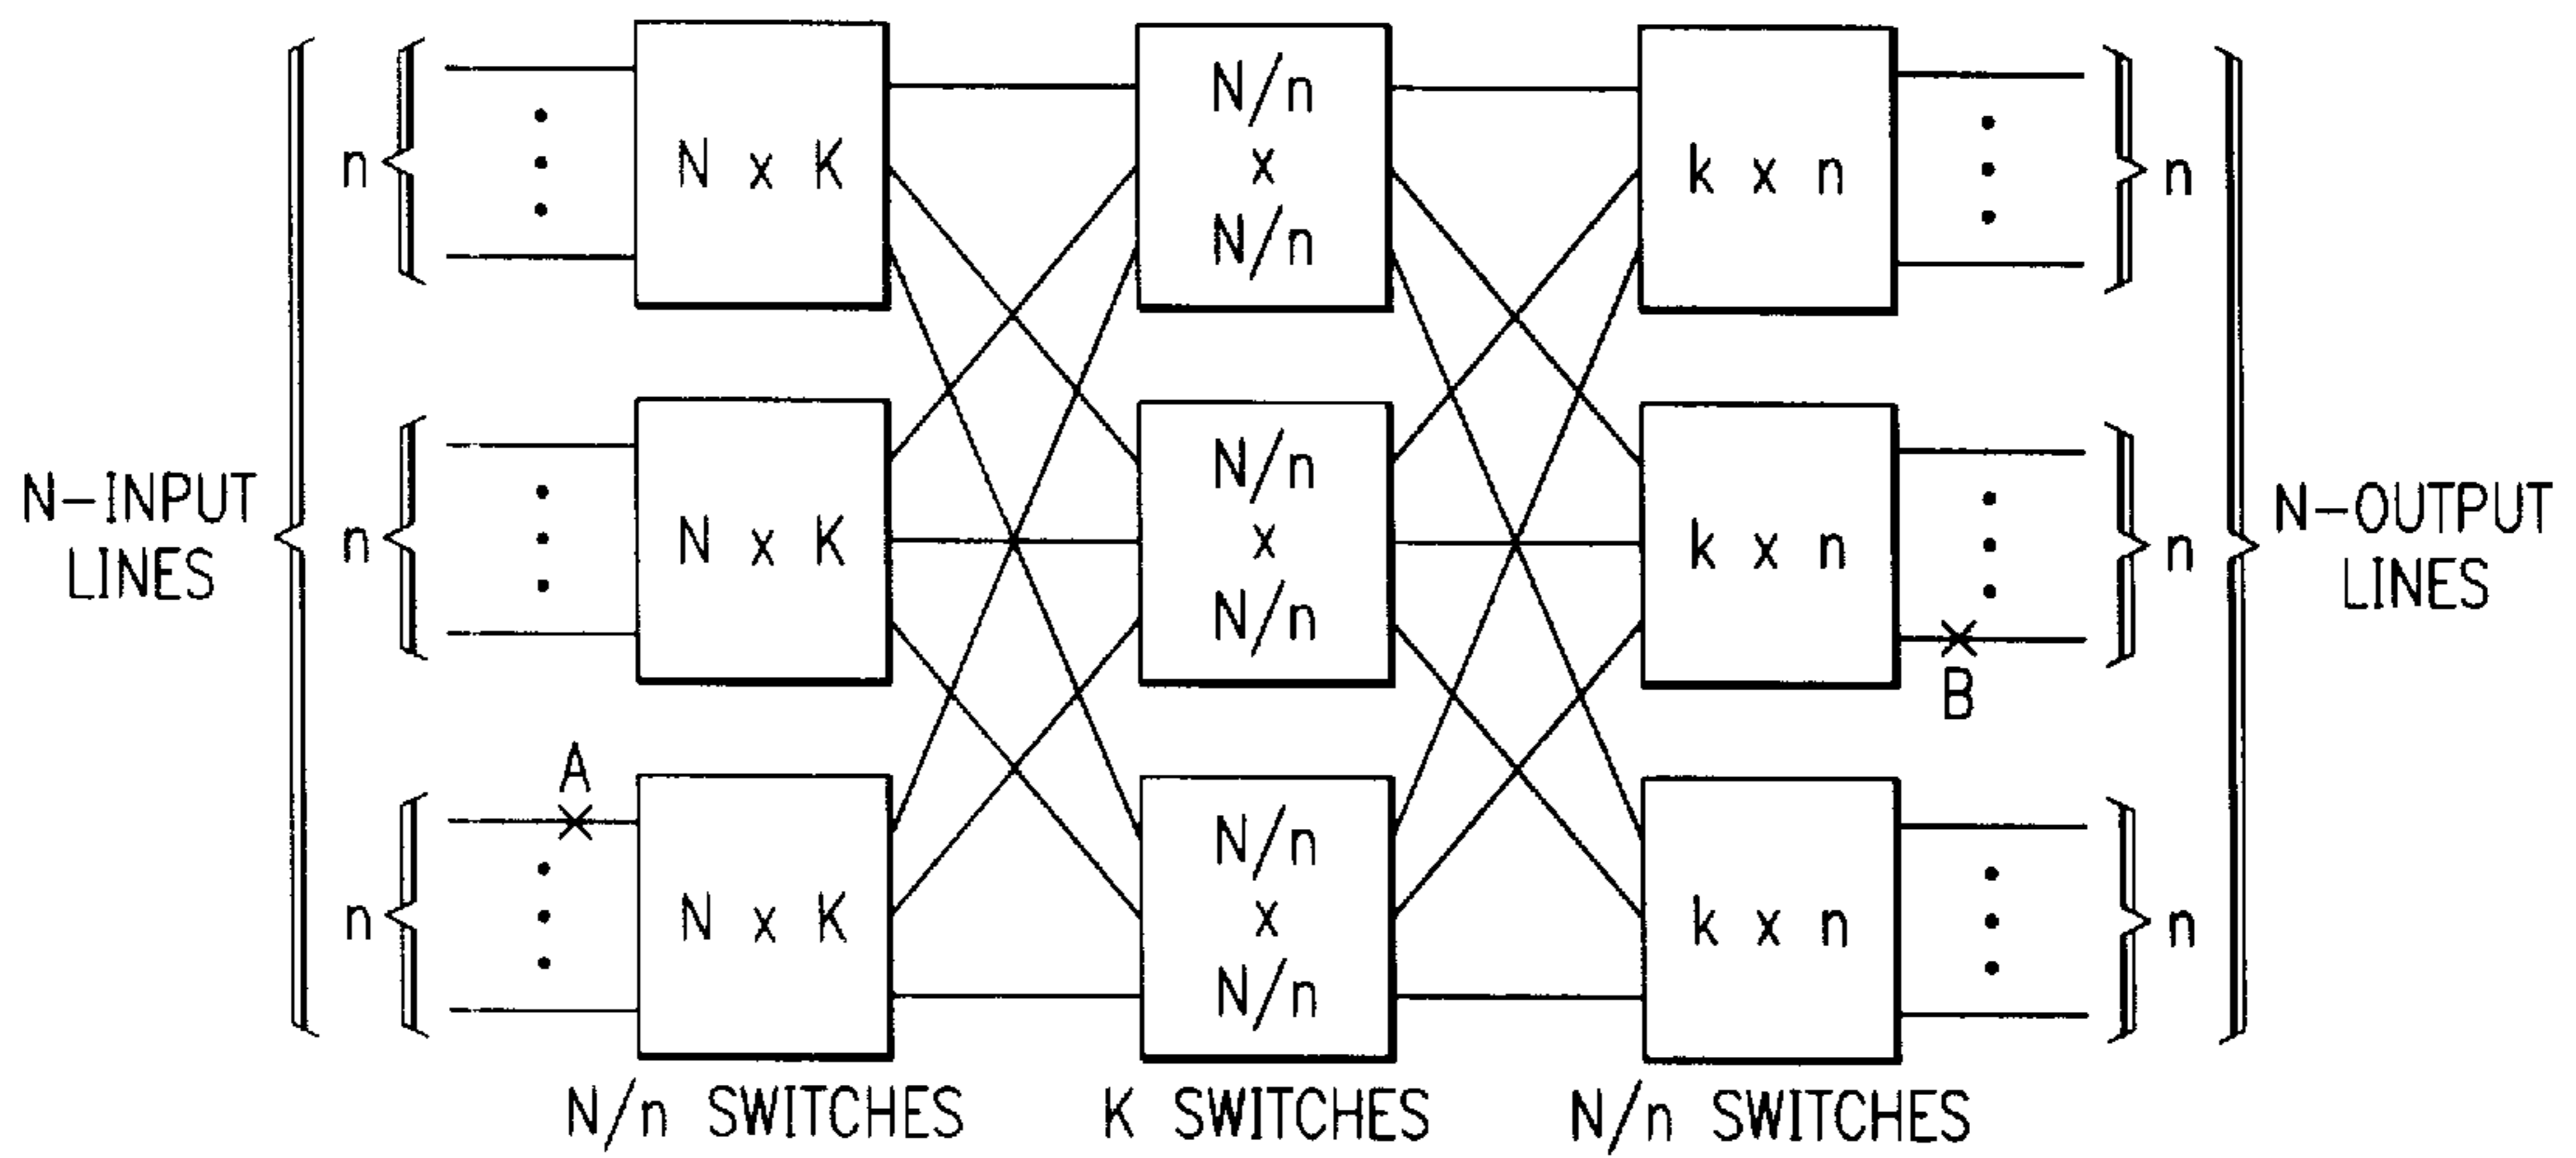 n
N x K
N/n
x
N/n
k x n
n
N-INPUT
LINES
n
N x K
N/n
x
N/n
k x n
n
N-OUTPUT
LINES
B
A
n
N x K
N/n
x
N/n
k x n
n
N/n SWITCHES
K SWITCHES
N/n SWITCHES